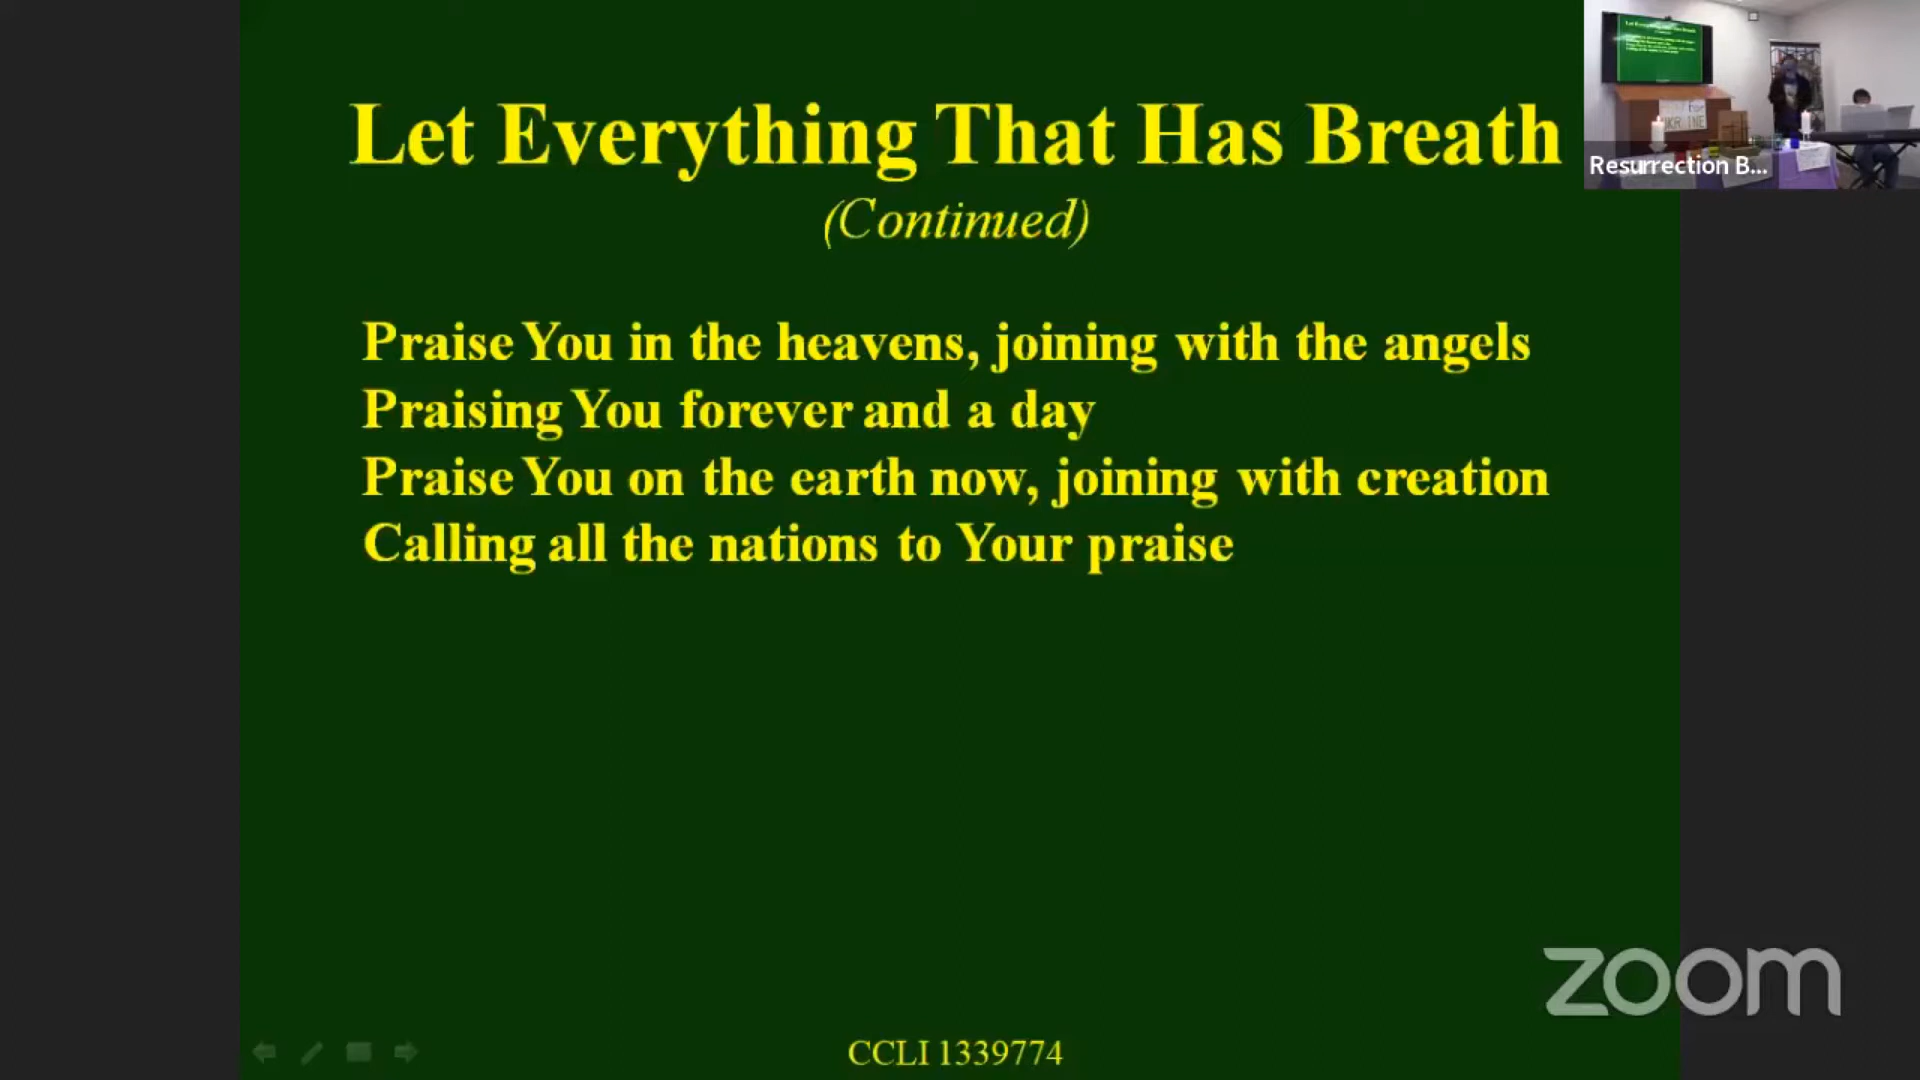 Let Everything That Has Breath
(Continued)
Praise You in the heavens, joining with the angels
Praising You forever and a day
Praise You on the earth now, joining with creation
Calling all the nations to Your praise
CCLI 1339774
Resurrection B...
zoom